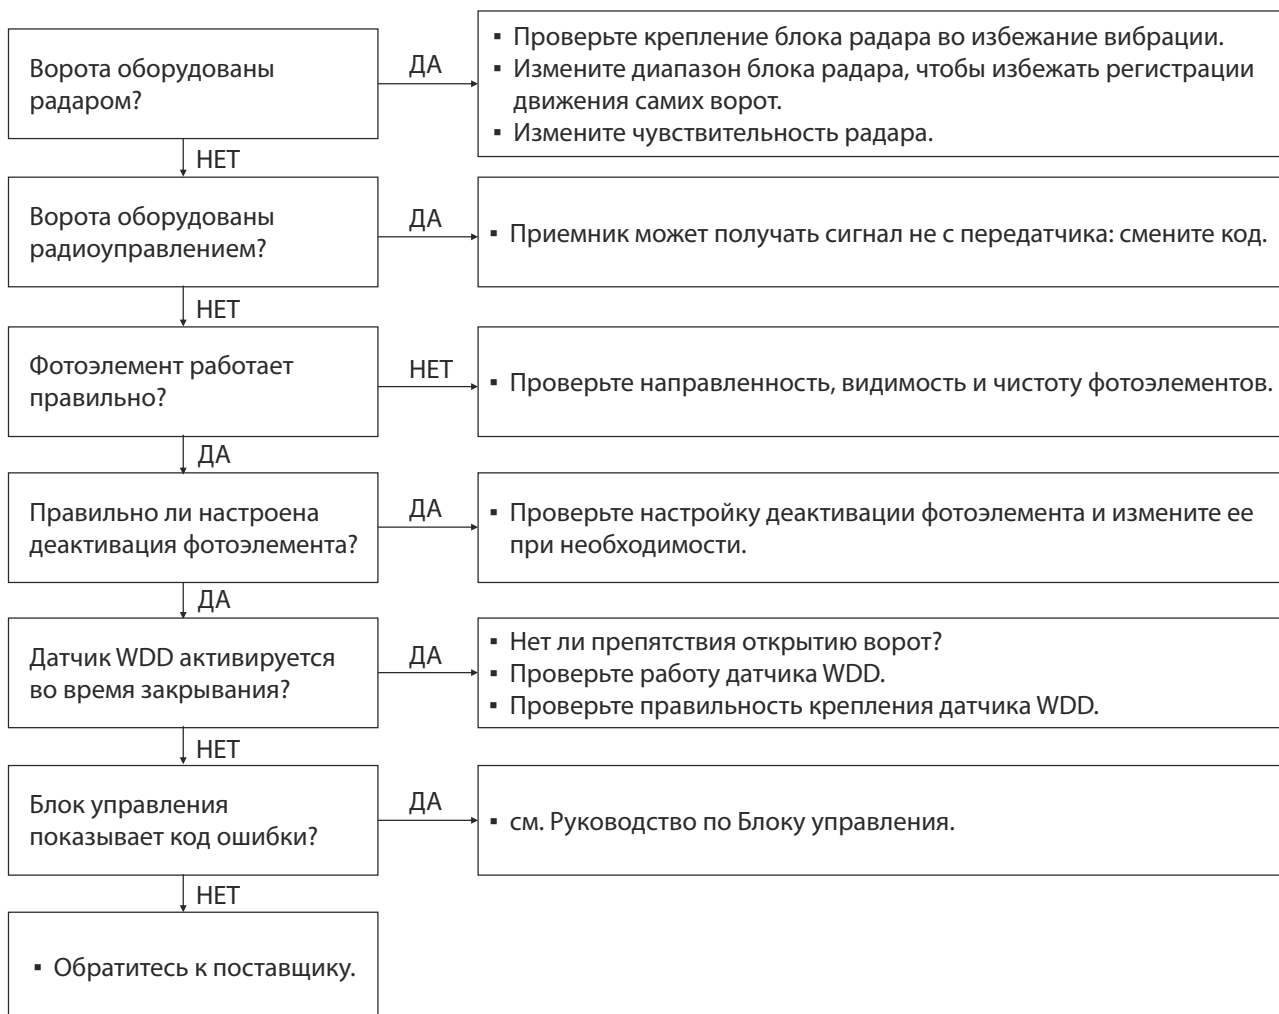 Ворота оборудованы
радаром?
ДА
▪ Проверьте крепление блока радара во избежание вибрации.
▪ Измените диапазон блока радара, чтобы избежать регистрации
движения самих ворот.
▪ Измените чувствительность радара.
НЕТ
Ворота оборудованы
радиоуправлением?
ДА
▪ Приемник может получать сигнал не с передатчика: смените код.
НЕТ
Фотоэлемент работает
правильно?
НЕТ
▪ Проверьте направленность, видимость и чистоту фотоэлементов.
ДА
Правильно ли настроена
деактивация фотоэлемента?
ДА
▪ Проверьте настройку деактивации фотоэлемента и измените ее
при необходимости.
ДА
Датчик WDD активируется
во время закрывания?
ДА
▪ Нет ли препятствия открытию ворот?
▪ Проверьте работу датчика WDD.
▪ Проверьте правильность крепления датчика WDD.
НЕТ
Блок управления
показывает код ошибки?
ДА
▪ см. Руководство по Блоку управления.
НЕТ
▪ Обратитесь к поставщику.